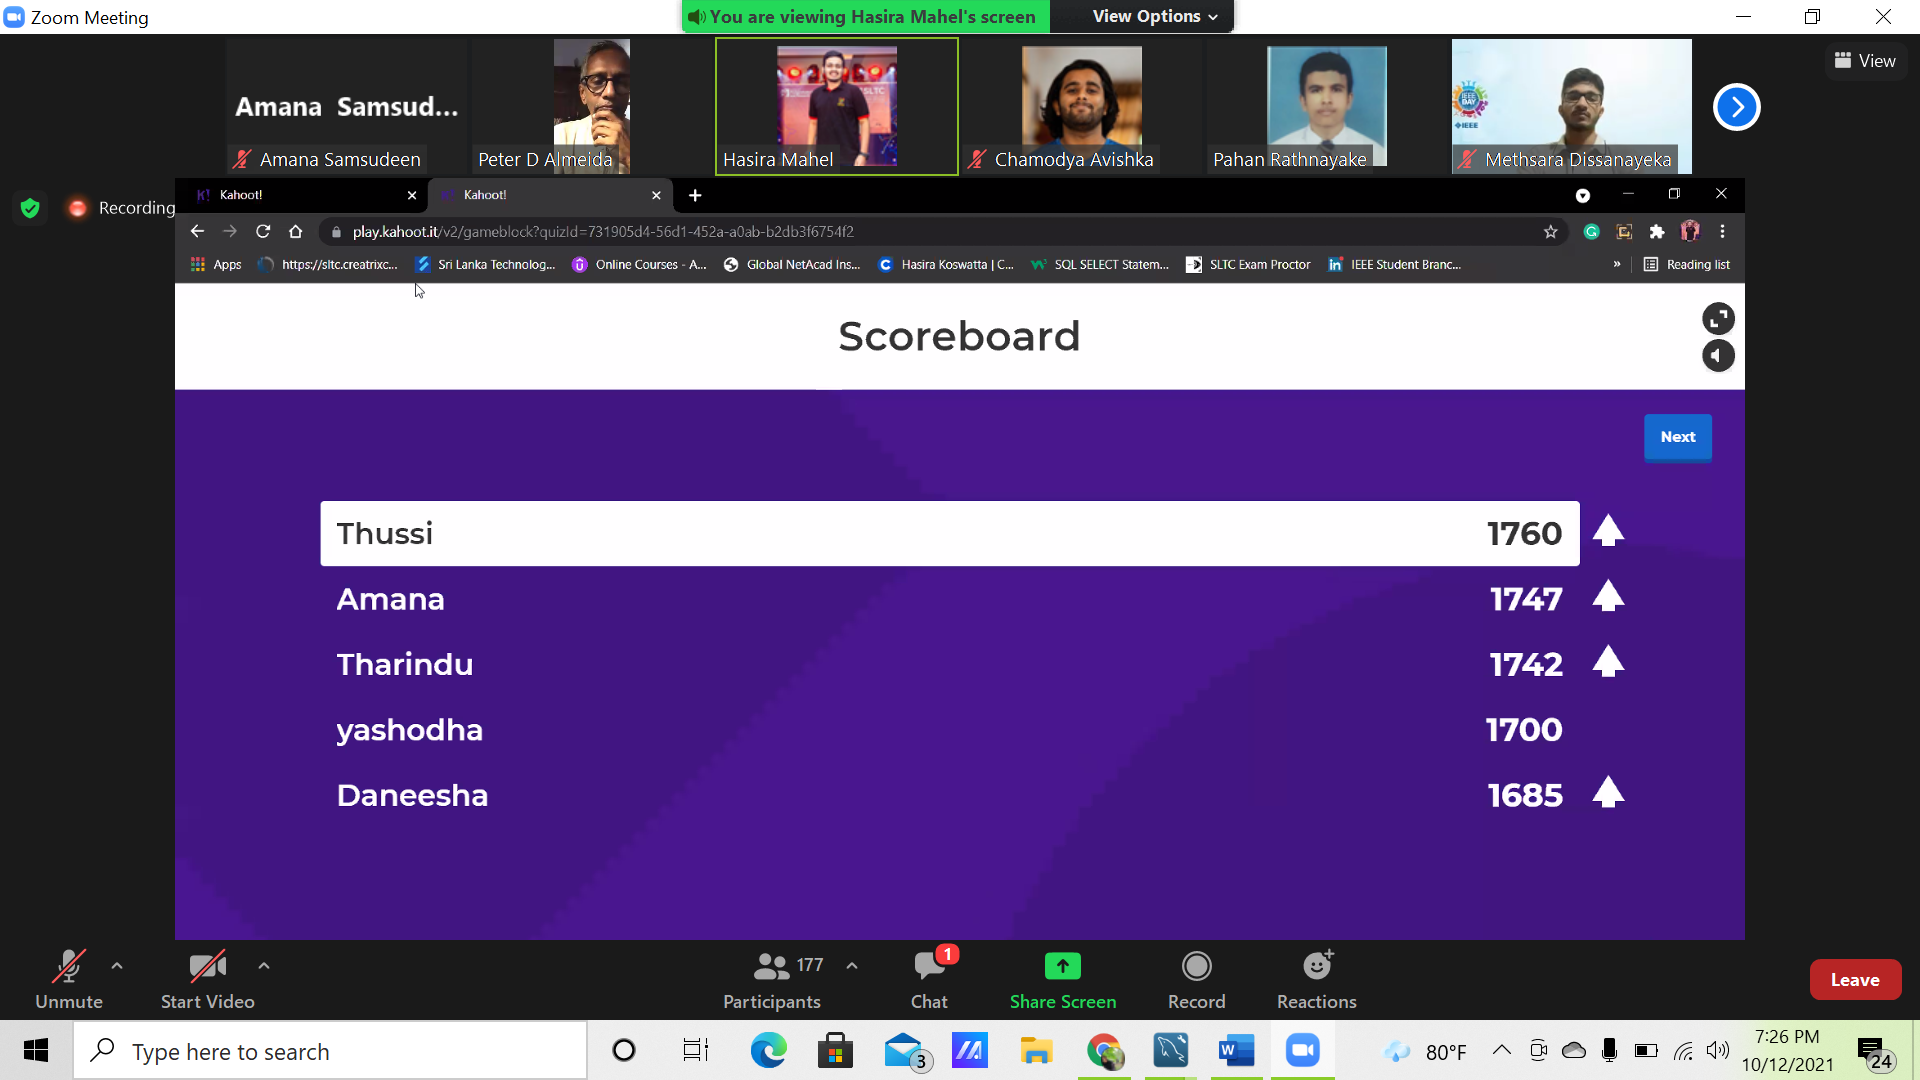 Zoom Meeting
You are viewing Hasira Mahel's screen
View Options
View
Amana Samsud...
Amana Samsudeen
Peter D Almeida
Hasira Mahel
Chamodya Avishka
Pahan Rathnayake
IEEE
DAY
IEEE
Methsara Dissanayeka
SLTC
Recording
K! Kahoot!
Kahoot!
play.kahoot.it/v2/gameblock?quizId=731905d4-56d1-452a-a0ab-b2db3f6754f2
Apps
https://sltc.creatrixc...
Sri Lanka Technolog...
Online Courses - A...
Global NetAcad Ins...
Hasira Koswatta | C...
SQL SELECT Statem...
SLTC Exam Proctor
IEEE Student Branc...
»
Reading list
Scoreboard
Next
Thussi 1760
Amana 1747
Tharindu 1742
yashodha 1700
Daneesha 1685
Unmute
Start Video
177
Participants
1
Chat
Share Screen
Record
Reactions
Leave
Type here to search
3
W
80°F
7:26 PM
10/12/2021
24